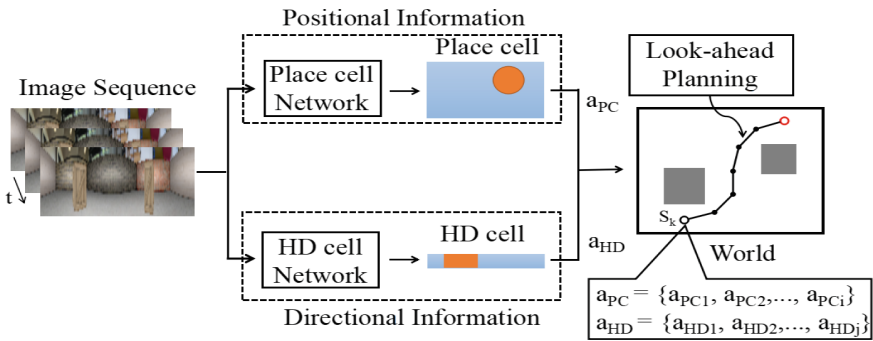 Positional Information
Image Sequence
t
Place cell
Network
Place cell
a_PC
HD cell
Network
HD cell
a_HD
Directional Information
Look-ahead
Planning
S_k
World
a_PC = {a_PC1, a_PC2,..., a_PCi}
a_HD = {a_HD1, a_HD2,..., a_HDj}